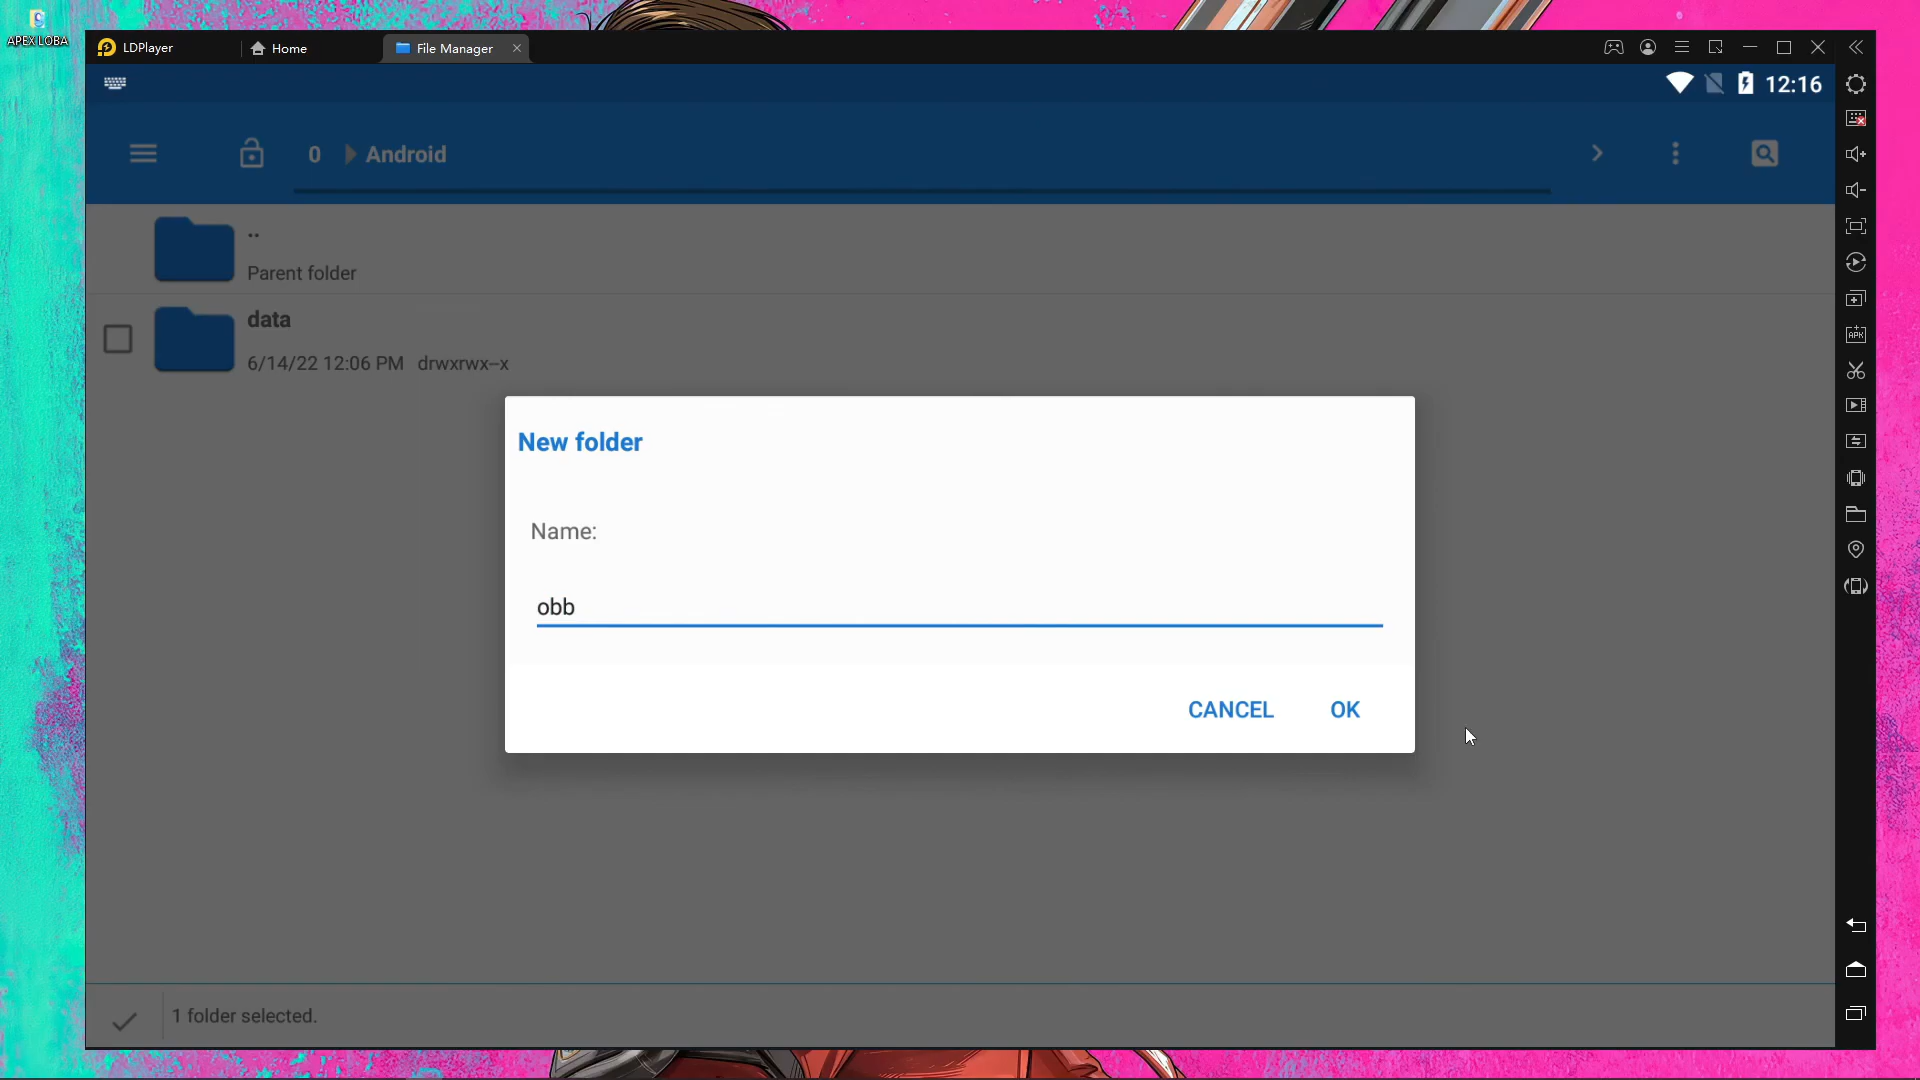 APEX LOBA
LDPlayer
Home
File Manager
12:16
0
Android
..
Parent folder
data
6/14/22 12:06 PM drwxrwx--x
New folder
Name:
obb
CANCEL
OK
APK
1 folder selected.